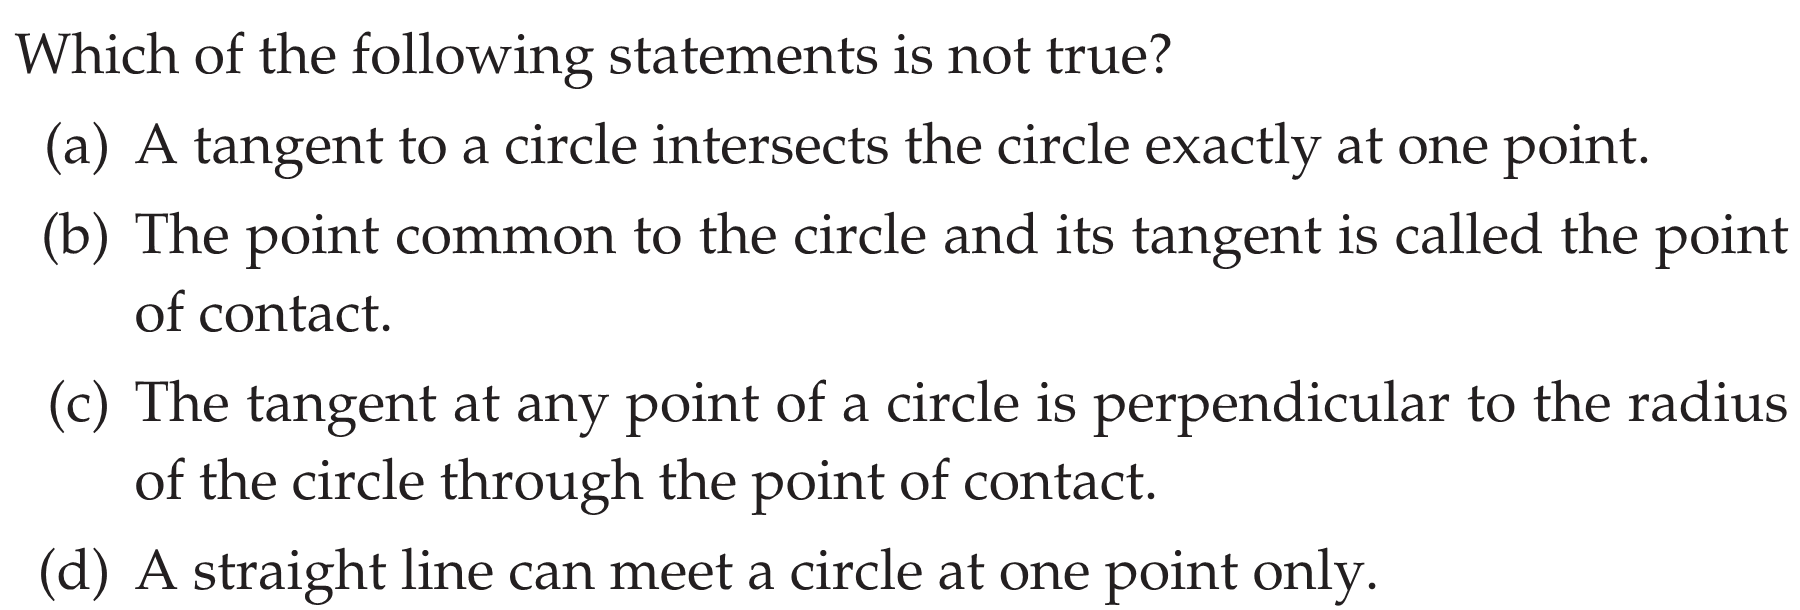 Which of the following statements is not true?
(a) A tangent to a circle intersects the circle exactly at one point.
(b) The point common to the circle and its tangent is called the point
of contact.
(c) The tangent at any point of a circle is perpendicular to the radius
of the circle through the point of contact.
(d) A straight line can meet a circle at one point only.